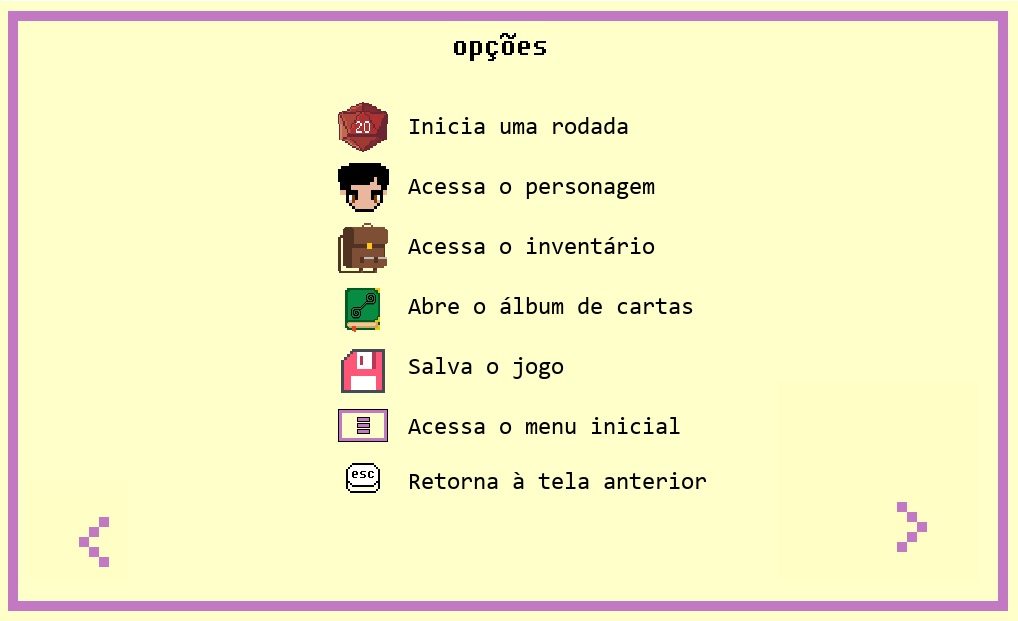 opções
20
Inicia uma rodada
Acessa o personagem
Acessa o inventário
Abre o álbum de cartas
Salva o jogo
Acessa o menu inicial
esc
Retorna à tela anterior